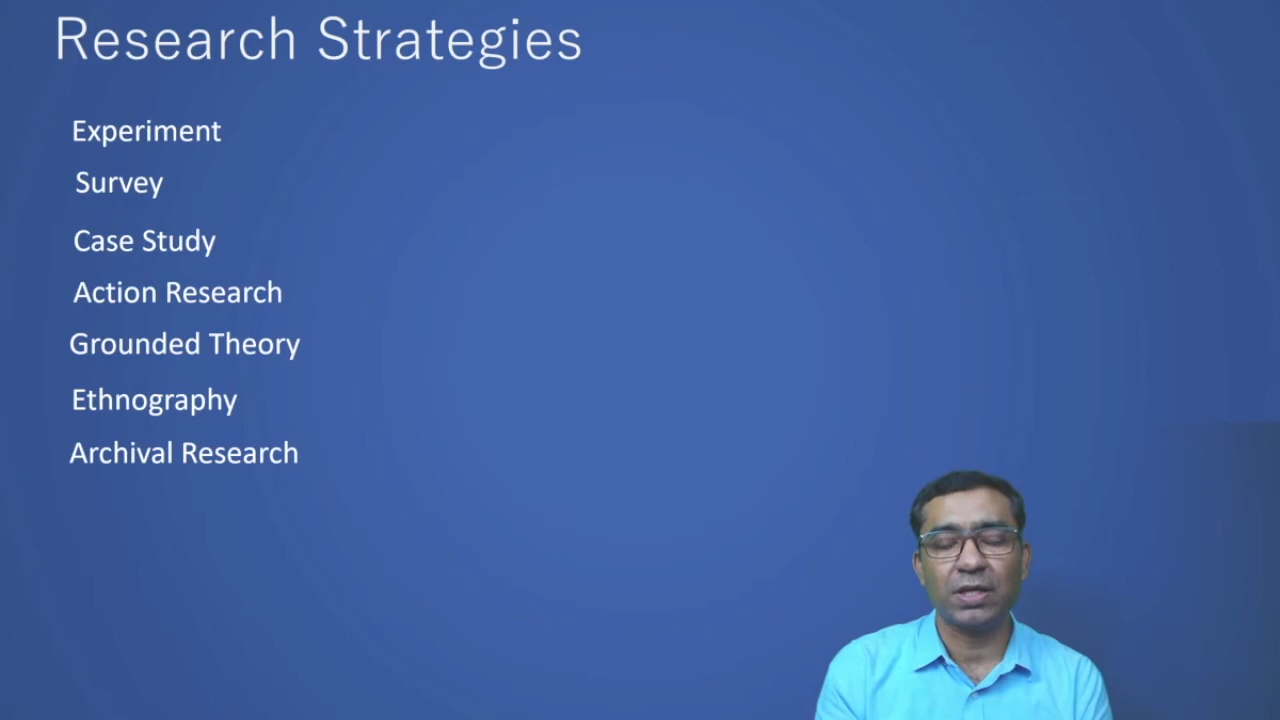 Research Strategies
Experiment
Survey
Case Study
Action Research
Grounded Theory
Ethnography
Archival Research